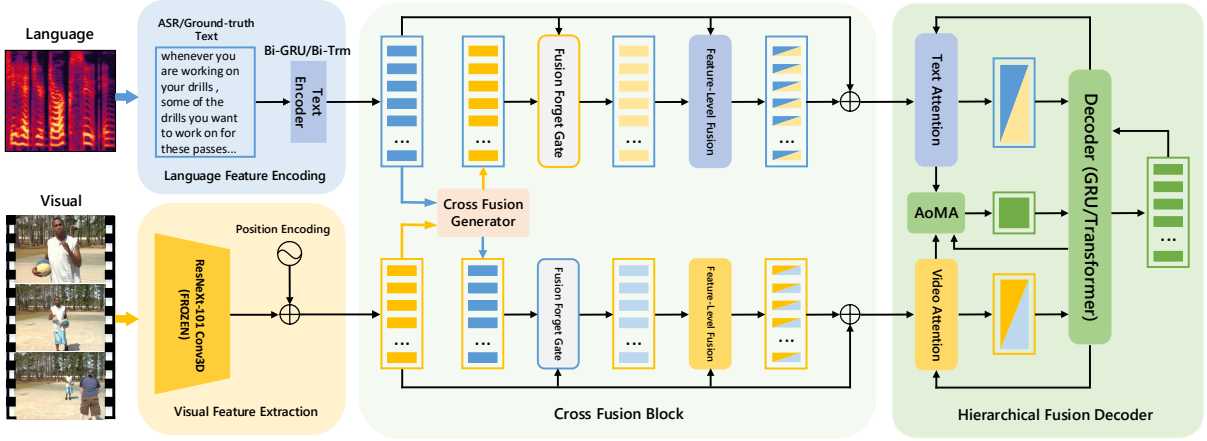 Language
ASR/Ground-truth
Text
whenever you
are working on
your drills ,
some of the
drills you want
to work on for
these passes...
Bi-GRU/Bi-Trm
Text
Encoder
Language Feature Encoding
Visual
ResNeXt-101 Conv3D
(FROZEN)
Position Encoding
Visual Feature Extraction
...
...
Fusion Forget Gate
...
Feature-Level Fusion
...
Cross Fusion
Generator
...
...
Fusion Forget Gate
...
Feature-Level Fusion
...
Cross Fusion Block
Text Attention
AoMA
Video Attention
Decoder (GRU/Transformer)
...
Hierarchical Fusion Decoder